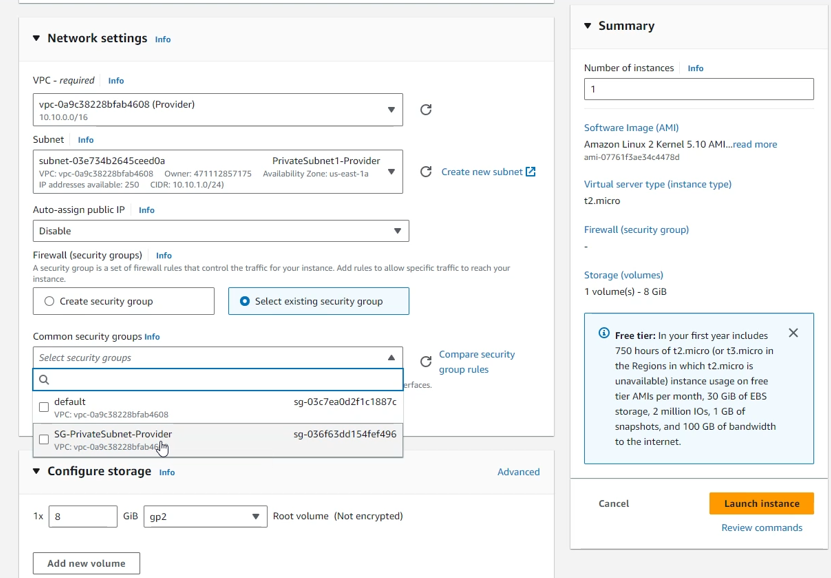 Network settings Info
VPC - required Info
vpc-0a9c38228bfab4608 (Provider)
10.10.0.0/16
Subnet Info
subnet-03e734b2645ceed0a PrivateSubnet1-Provider
VPC: vpc-0a9c38228bfab4608 Owner: 471112857175 Availability Zone: us-east-1a
IP addresses available: 250 CIDR: 10.10.1.0/24)
Create new subnet
Auto-assign public IP Info
Disable
Firewall (security groups) Info
A security group is a set of firewall rules that control the traffic for your instance. Add rules to allow specific traffic to reach your
instance.
Create security group
Select existing security group
Common security groups Info
Select security groups
Compare security
group rules
erfaces.
default sg-03c7ea0d2f1c1887c
VPC: vpc-0a9c38228bfab4608
SG-PrivateSubnet-Provider sg-036f63dd154fef496
VPC: vpc-0a9c38228bfab46
Configure storage Info
Advanced
1x 8 GiB gp2 Root volume (Not encrypted)
Add new volume
Summary
Number of instances Info
1
Software Image (AMI)
Amazon Linux 2 Kernel 5.10 AMI...read more
ami-07761f3ae34c4478d
Virtual server type (instance type)
t2.micro
Firewall (security group)
-
Storage (volumes)
1 volume(s) - 8 GiB
Free tier: In your first year includes
750 hours of t2.micro (or t3.micro in
the Regions in which t2.micro is
unavailable) instance usage on free
tier AMIs per month, 30 GiB of EBS
storage, 2 million IOs, 1 GB of
snapshots, and 100 GB of bandwidth
to the internet.
Cancel
Launch instance
Review commands